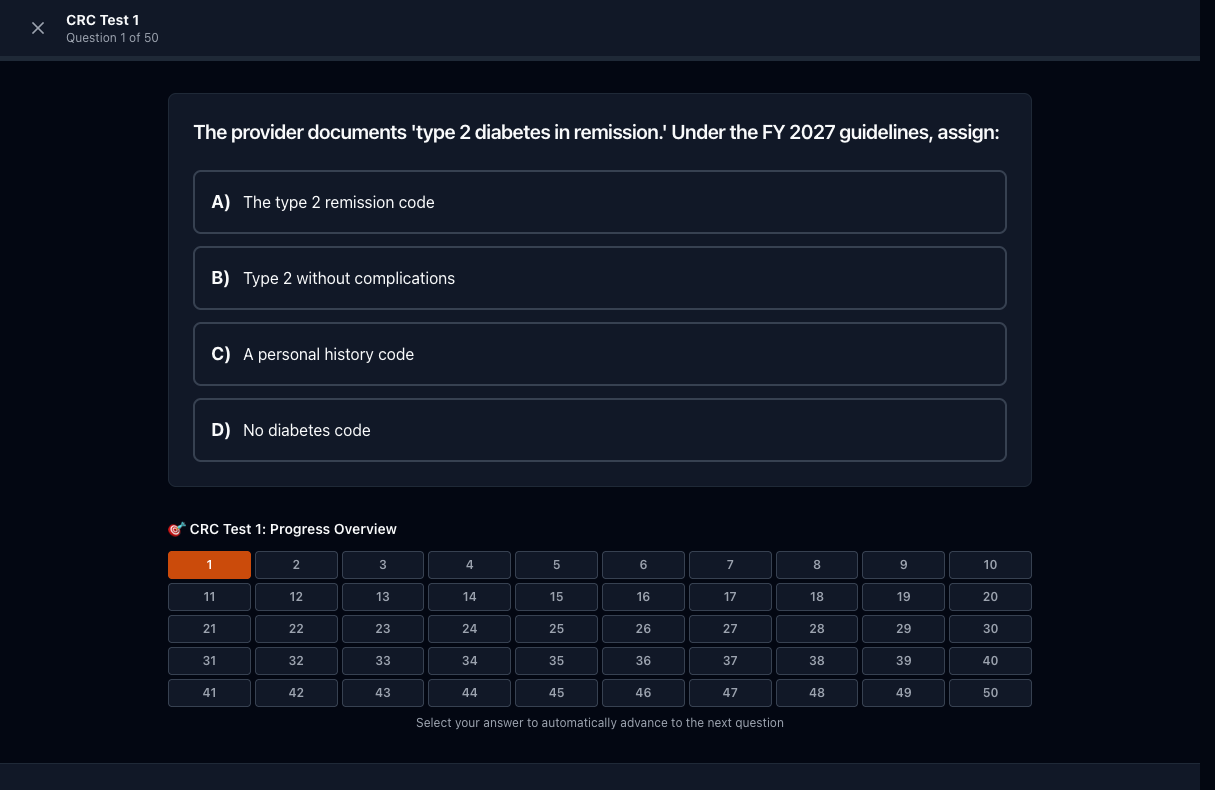 CRC Test 1
Question 1 of 50
The provider documents 'type 2 diabetes in remission.' Under the FY 2027 guidelines, assign:
A) The type 2 remission code
B) Type 2 without complications
C) A personal history code
D) No diabetes code
🎯 CRC Test 1: Progress Overview
1 2 3 4 5 6 7 8 9 10
11 12 13 14 15 16 17 18 19 20
21 22 23 24 25 26 27 28 29 30
31 32 33 34 35 36 37 38 39 40
41 42 43 44 45 46 47 48 49 50
Select your answer to automatically advance to the next question